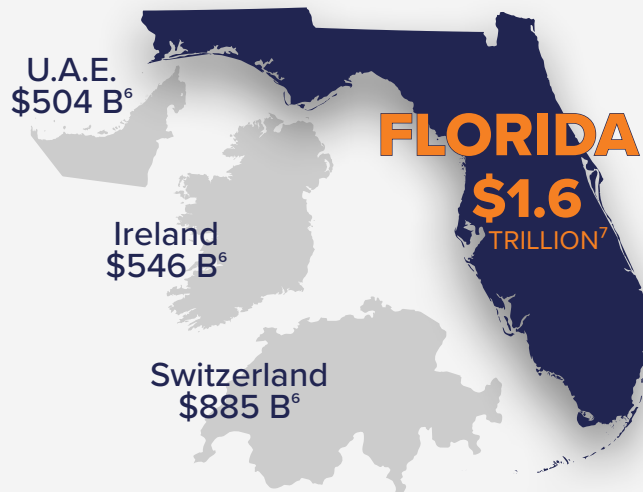 U.A.E.
$504 B⁶
FLORIDA
$1.6
TRILLION⁷
Ireland
$546 B⁶
Switzerland
$885 B⁶